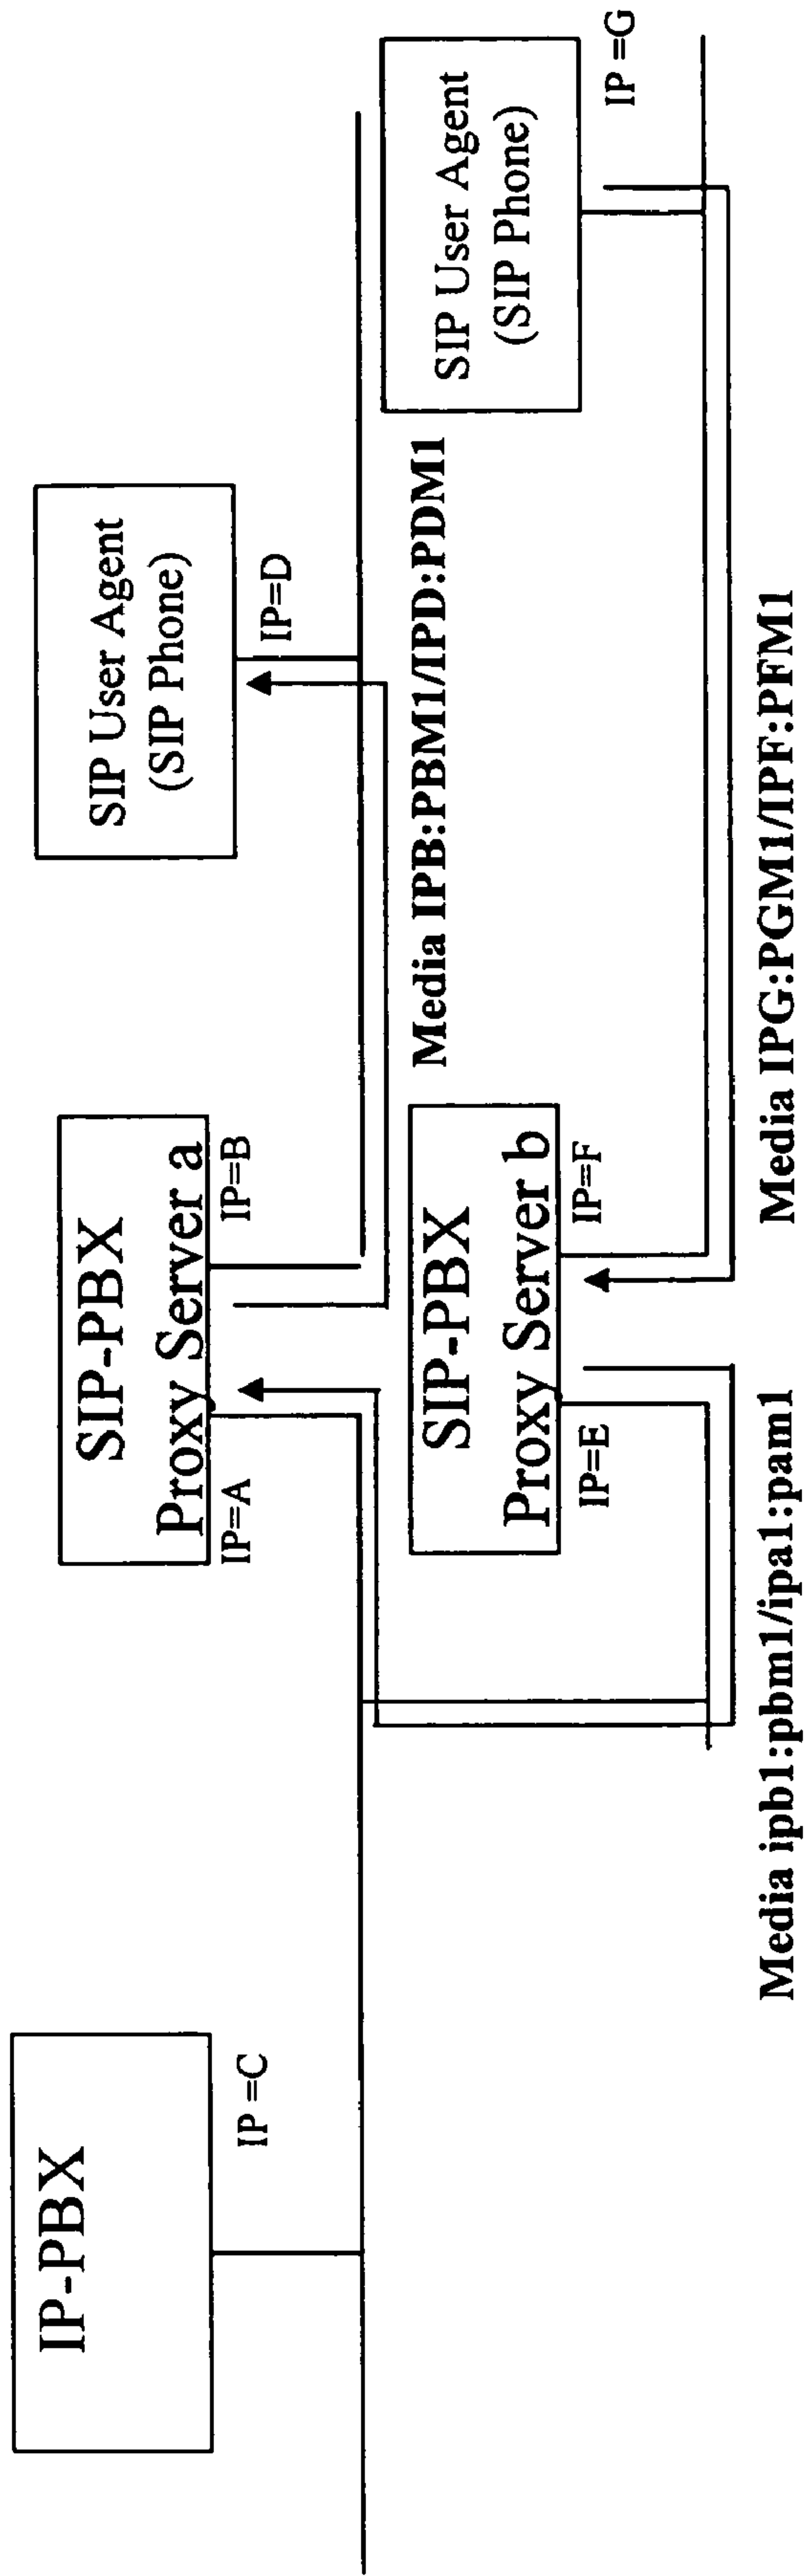 IP-PBX
IP =C
SIP-PBX
Proxy Server a
IP=A
IP=B
SIP User Agent
(SIP Phone)
IP=D
Media IPB:PBM1/IPD:PDM1
SIP-PBX
Proxy Server b
IP=E
IP=F
SIP User Agent
(SIP Phone)
IP =G
Media ipb1:pbm1/ipa1:pam1
Media IPG:PGM1/IPF:PFM1